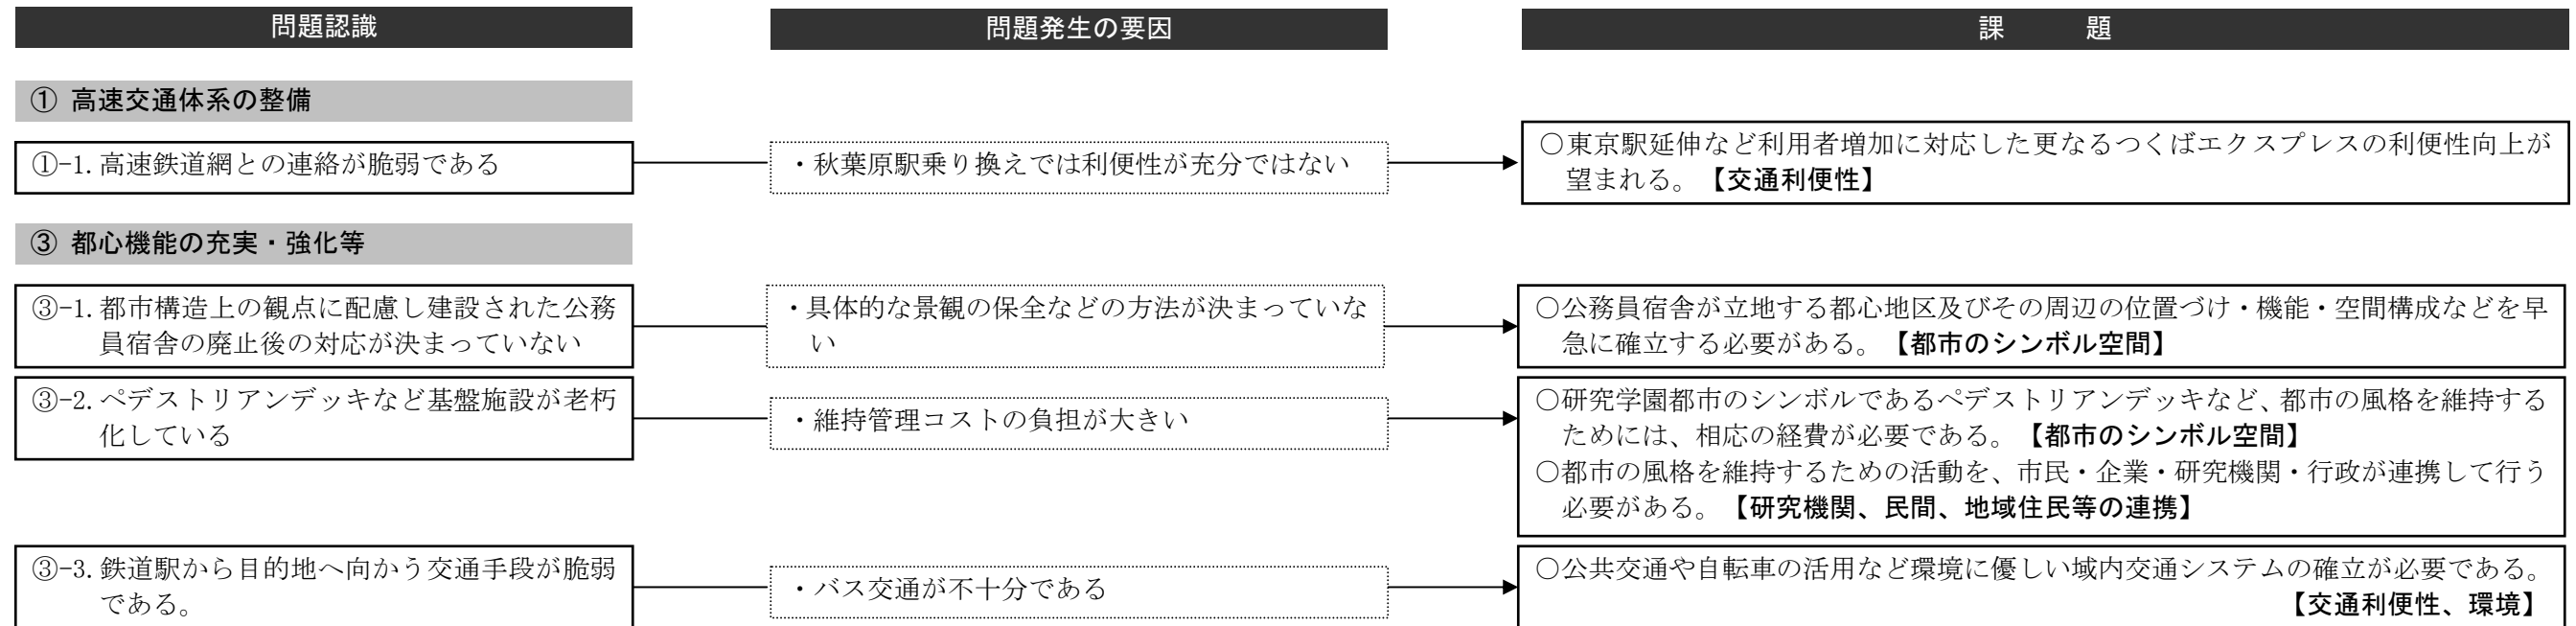 問題認識
問題発生の要因
課　　題
① 高速交通体系の整備
①-1. 高速鉄道網との連絡が脆弱である
・秋葉原駅乗り換えでは利便性が充分ではない
○東京駅延伸など利用者増加に対応した更なるつくばエクスプレスの利便性向上が
望まれる。【交通利便性】
③ 都心機能の充実・強化等
③-1. 都市構造上の観点に配慮し建設された公務
員宿舎の廃止後の対応が決まっていない
・具体的な景観の保全などの方法が決まっていな
い
○公務員宿舎が立地する都心地区及びその周辺の位置づけ・機能・空間構成などを早
急に確立する必要がある。【都市のシンボル空間】
③-2. ペデストリアンデッキなど基盤施設が老朽
化している
・維持管理コストの負担が大きい
○研究学園都市のシンボルであるペデストリアンデッキなど、都市の風格を維持する
ためには、相応の経費が必要である。【都市のシンボル空間】
○都市の風格を維持するための活動を、市民・企業・研究機関・行政が連携して行う
必要がある。【研究機関、民間、地域住民等の連携】
③-3. 鉄道駅から目的地へ向かう交通手段が脆弱
である。
・バス交通が不十分である
○公共交通や自転車の活用など環境に優しい域内交通システムの確立が必要である。
【交通利便性、環境】